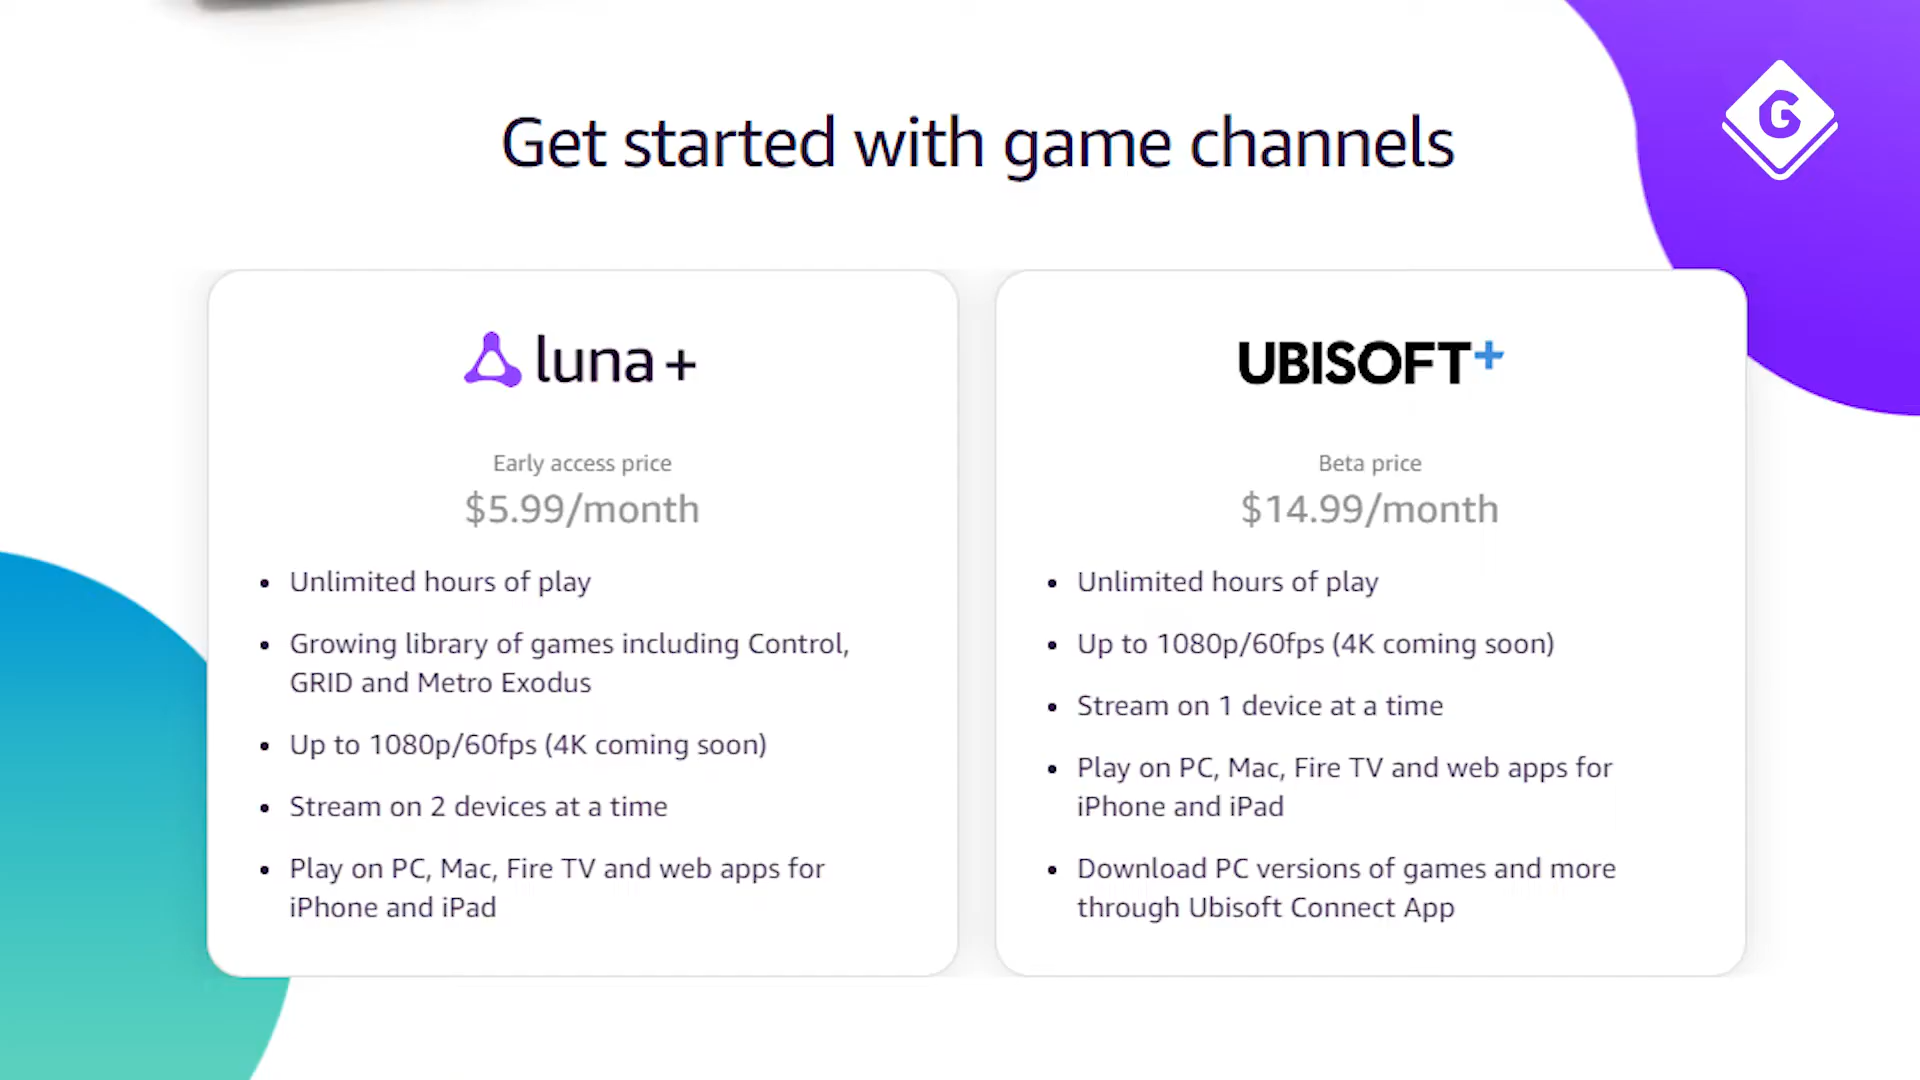 G
Get started with game channels
luna+
Early access price
$5.99/month
• Unlimited hours of play
• Growing library of games including Control,
GRID and Metro Exodus
• Up to 1080p/60fps (4K coming soon)
• Stream on 2 devices at a time
• Play on PC, Mac, Fire TV and web apps for
iPhone and iPad
UBISOFT+
Beta price
$14.99/month
• Unlimited hours of play
• Up to 1080p/60fps (4K coming soon)
• Stream on 1 device at a time
• Play on PC, Mac, Fire TV and web apps for
iPhone and iPad
• Download PC versions of games and more
through Ubisoft Connect App